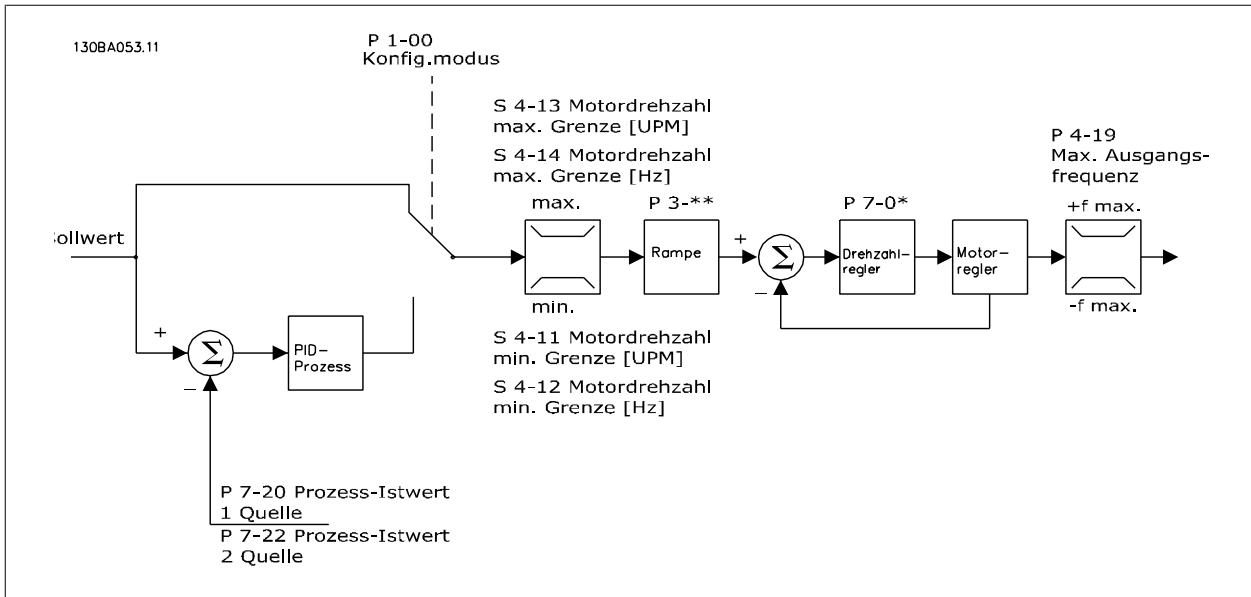 130BA053.11
P 1-00
Konfig.modus
S 4-13 Motordrehzahl
max. Grenze [UPM]
S 4-14 Motordrehzahl
max. Grenze [Hz]
P 4-19
Max. Ausgangs-
frequenz
max.
P 3-**
P 7-0*
+f max.
ollwert
Rampe
+
Σ
_
Drehzahl-
regler
Motor-
regler
min.
-f max.
+
Σ
_
PID-
Prozess
S 4-11 Motordrehzahl
min. Grenze [UPM]
S 4-12 Motordrehzahl
min. Grenze [Hz]
P 7-20 Prozess-Istwert
1 Quelle
P 7-22 Prozess-Istwert
2 Quelle